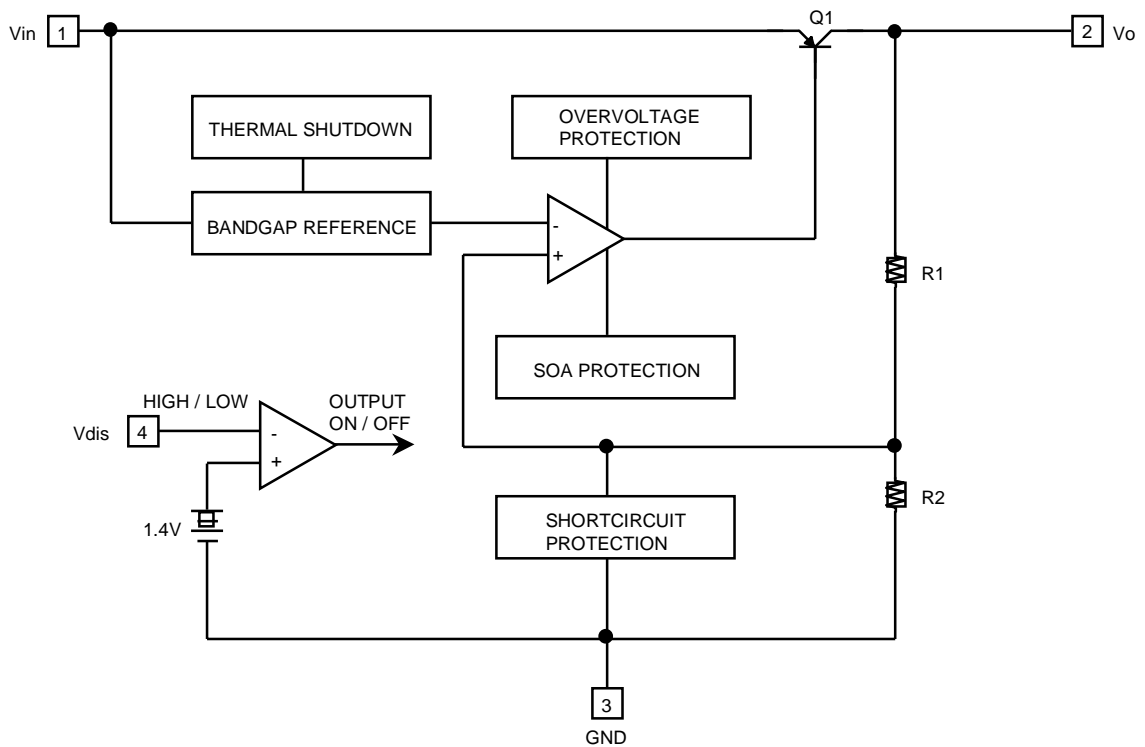 Q1
Vin 1
2 Vo
THERMAL SHUTDOWN
OVERVOLTAGE
PROTECTION
BANDGAP REFERENCE
-
+
R1
SOA PROTECTION
HIGH / LOW
OUTPUT
ON / OFF
Vdis 4
-
+
1.4V
SHORTCIRCUIT
PROTECTION
R2
3
GND